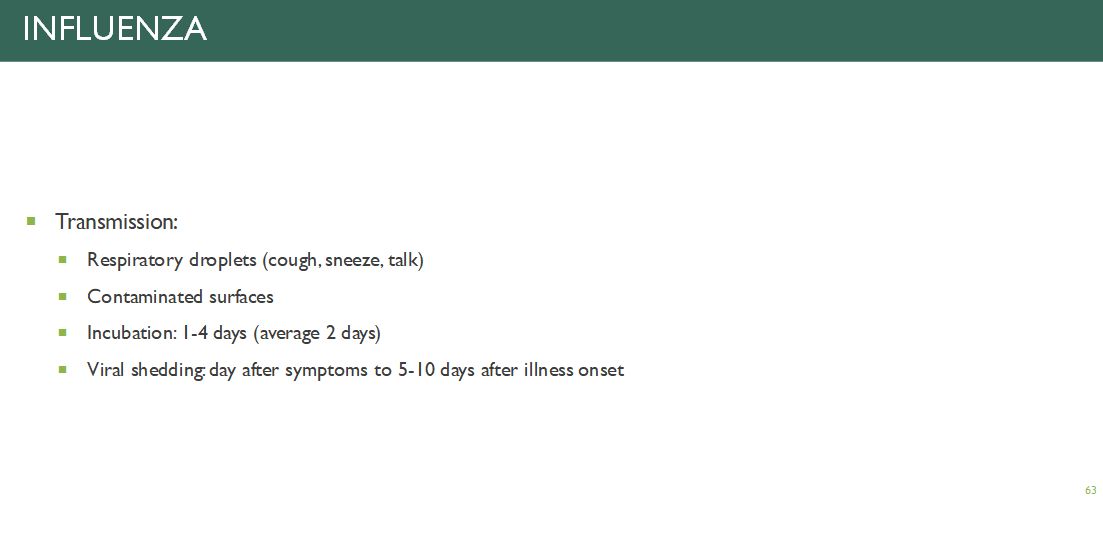 INFLUENZA
Transmission:
Respiratory droplets (cough, sneeze, talk)
Contaminated surfaces
Incubation: 1-4 days (average 2 days)
Viral shedding: day after symptoms to 5-10 days after illness onset
63